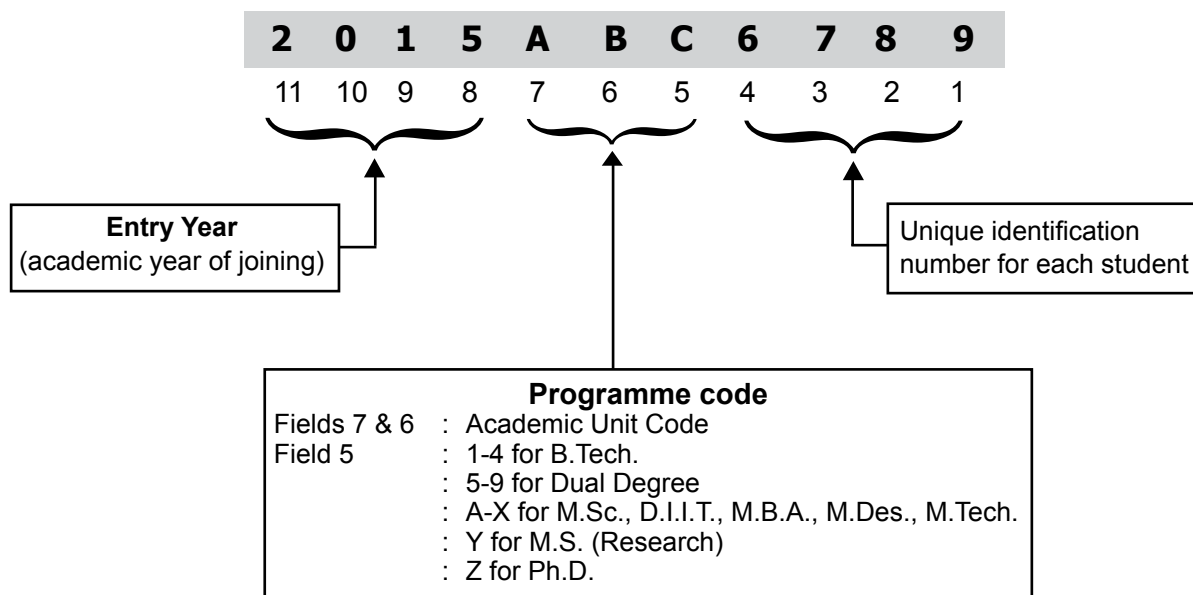 2 0 1 5 A B C 6 7 8 9
11 10 9 8 7 6 5 4 3 2 1
Entry Year
(academic year of joining)
Unique identification
number for each student
Programme code
Fields 7 & 6 : Academic Unit Code
Field 5 : 1-4 for B.Tech.
: 5-9 for Dual Degree
: A-X for M.Sc., D.I.I.T., M.B.A., M.Des., M.Tech.
: Y for M.S. (Research)
: Z for Ph.D.